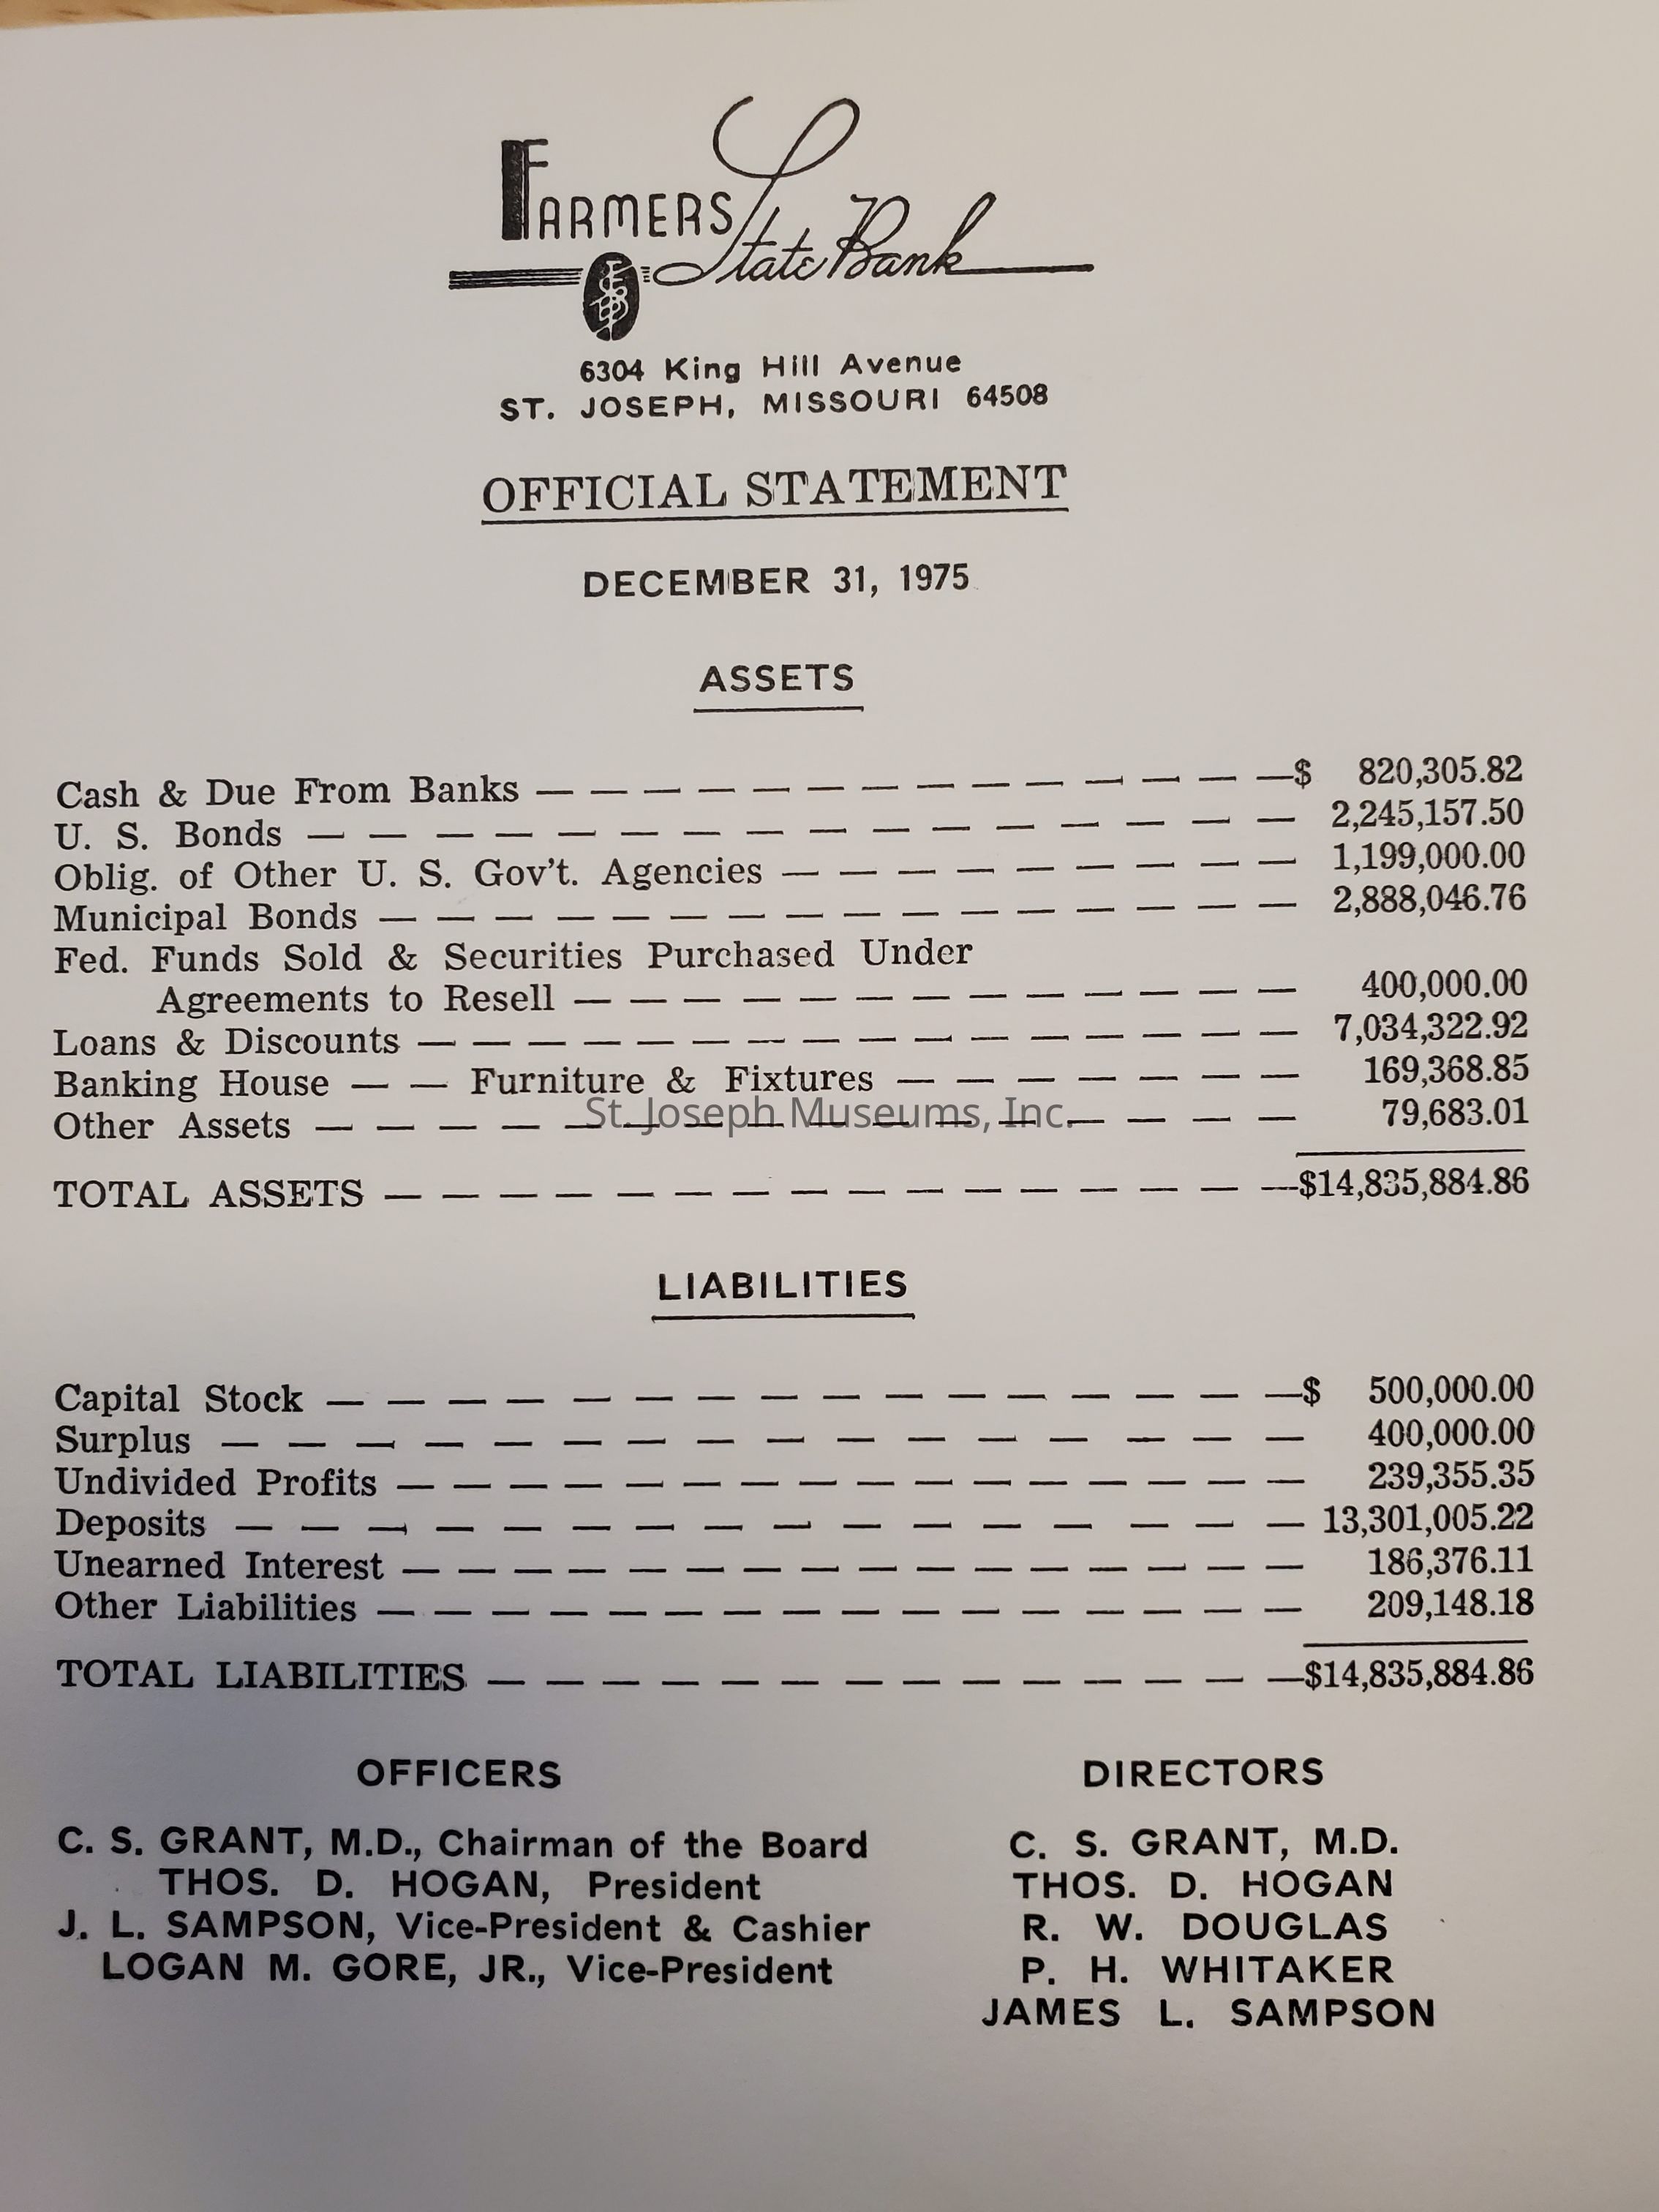 FARMERS State Bank
FSB
6304 King Hill Avenue
ST. JOSEPH, MISSOURI 64508
OFFICIAL STATEMENT
DECEMBER 31, 1975
ASSETS
Cash & Due From Banks — — — — — — — — — — — — — —$ 820,305.82
U. S. Bonds — — — — — — — — — — — — — — — — 2,245,157.50
Oblig. of Other U. S. Gov't. Agencies — — — — — — — — — 1,199,000.00
Municipal Bonds — — — — — — — — — — — — — — — — 2,888,046.76
Fed. Funds Sold & Securities Purchased Under
Agreements to Resell — — — — — — — — — — — — — 400,000.00
Loans & Discounts — — — — — — — — — — — — — — — — 7,034,322.92
Banking House — — Furniture & Fixtures — — — — — — — 169,368.85
Other Assets — — — — — — — — — — — — — — — — — 79,683.01
St. Joseph Museums, Inc.
TOTAL ASSETS — — — — — — — — — — — — — — — —$14,835,884.86
LIABILITIES
Capital Stock — — — — — — — — — — — — — — — — —$ 500,000.00
Surplus — — — — — — — — — — — — — — — — 400,000.00
Undivided Profits — — — — — — — — — — — — — — — — 239,355.35
Deposits — — — — — — — — — — — — — — — — 13,301,005.22
Unearned Interest — — — — — — — — — — — — — — — — 186,376.11
Other Liabilities — — — — — — — — — — — — — — — — — 209,148.18
TOTAL LIABILITIES — — — — — — — — — — — — — — —$14,835,884.86
OFFICERS
C. S. GRANT, M.D., Chairman of the Board
THOS. D. HOGAN, President
J. L. SAMPSON, Vice-President & Cashier
LOGAN M. GORE, JR., Vice-President
DIRECTORS
C. S. GRANT, M.D.
THOS. D. HOGAN
R. W. DOUGLAS
P. H. WHITAKER
JAMES L. SAMPSON